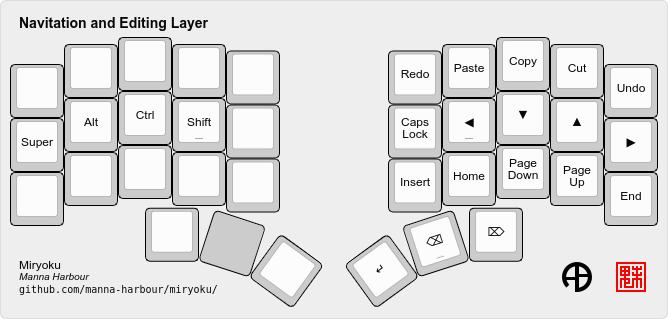 Navitation and Editing Layer
Redo Paste Copy Cut Undo
Super Alt Ctrl Shift
Caps
Lock
◀ ▼ ▲ ▶
Insert Home
Page
Down
Page
Up
End
↵ ⌫ ⌦
Miryoku
Manna Harbour
github.com/manna-harbour/miryoku/